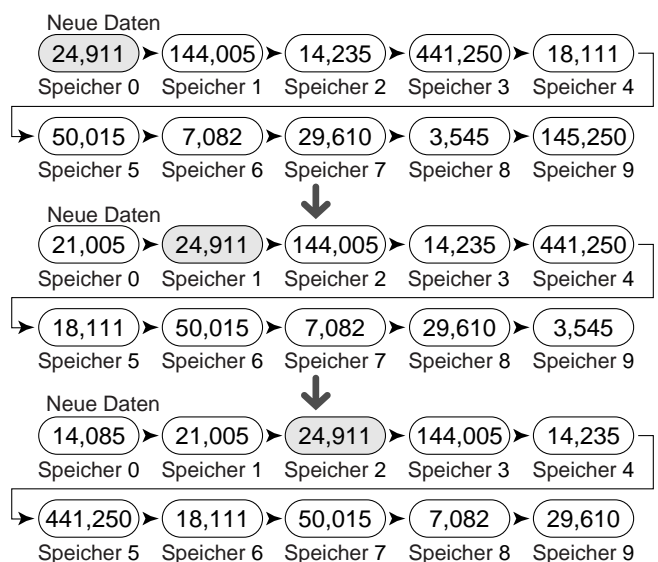 Neue Daten
24,911 144,005 14,235 441,250 18,111
Speicher 0 Speicher 1 Speicher 2 Speicher 3 Speicher 4
50,015 7,082 29,610 3,545 145,250
Speicher 5 Speicher 6 Speicher 7 Speicher 8 Speicher 9
Neue Daten
21,005 24,911 144,005 14,235 441,250
Speicher 0 Speicher 1 Speicher 2 Speicher 3 Speicher 4
18,111 50,015 7,082 29,610 3,545
Speicher 5 Speicher 6 Speicher 7 Speicher 8 Speicher 9
Neue Daten
14,085 21,005 24,911 144,005 14,235
Speicher 0 Speicher 1 Speicher 2 Speicher 3 Speicher 4
441,250 18,111 50,015 7,082 29,610
Speicher 5 Speicher 6 Speicher 7 Speicher 8 Speicher 9